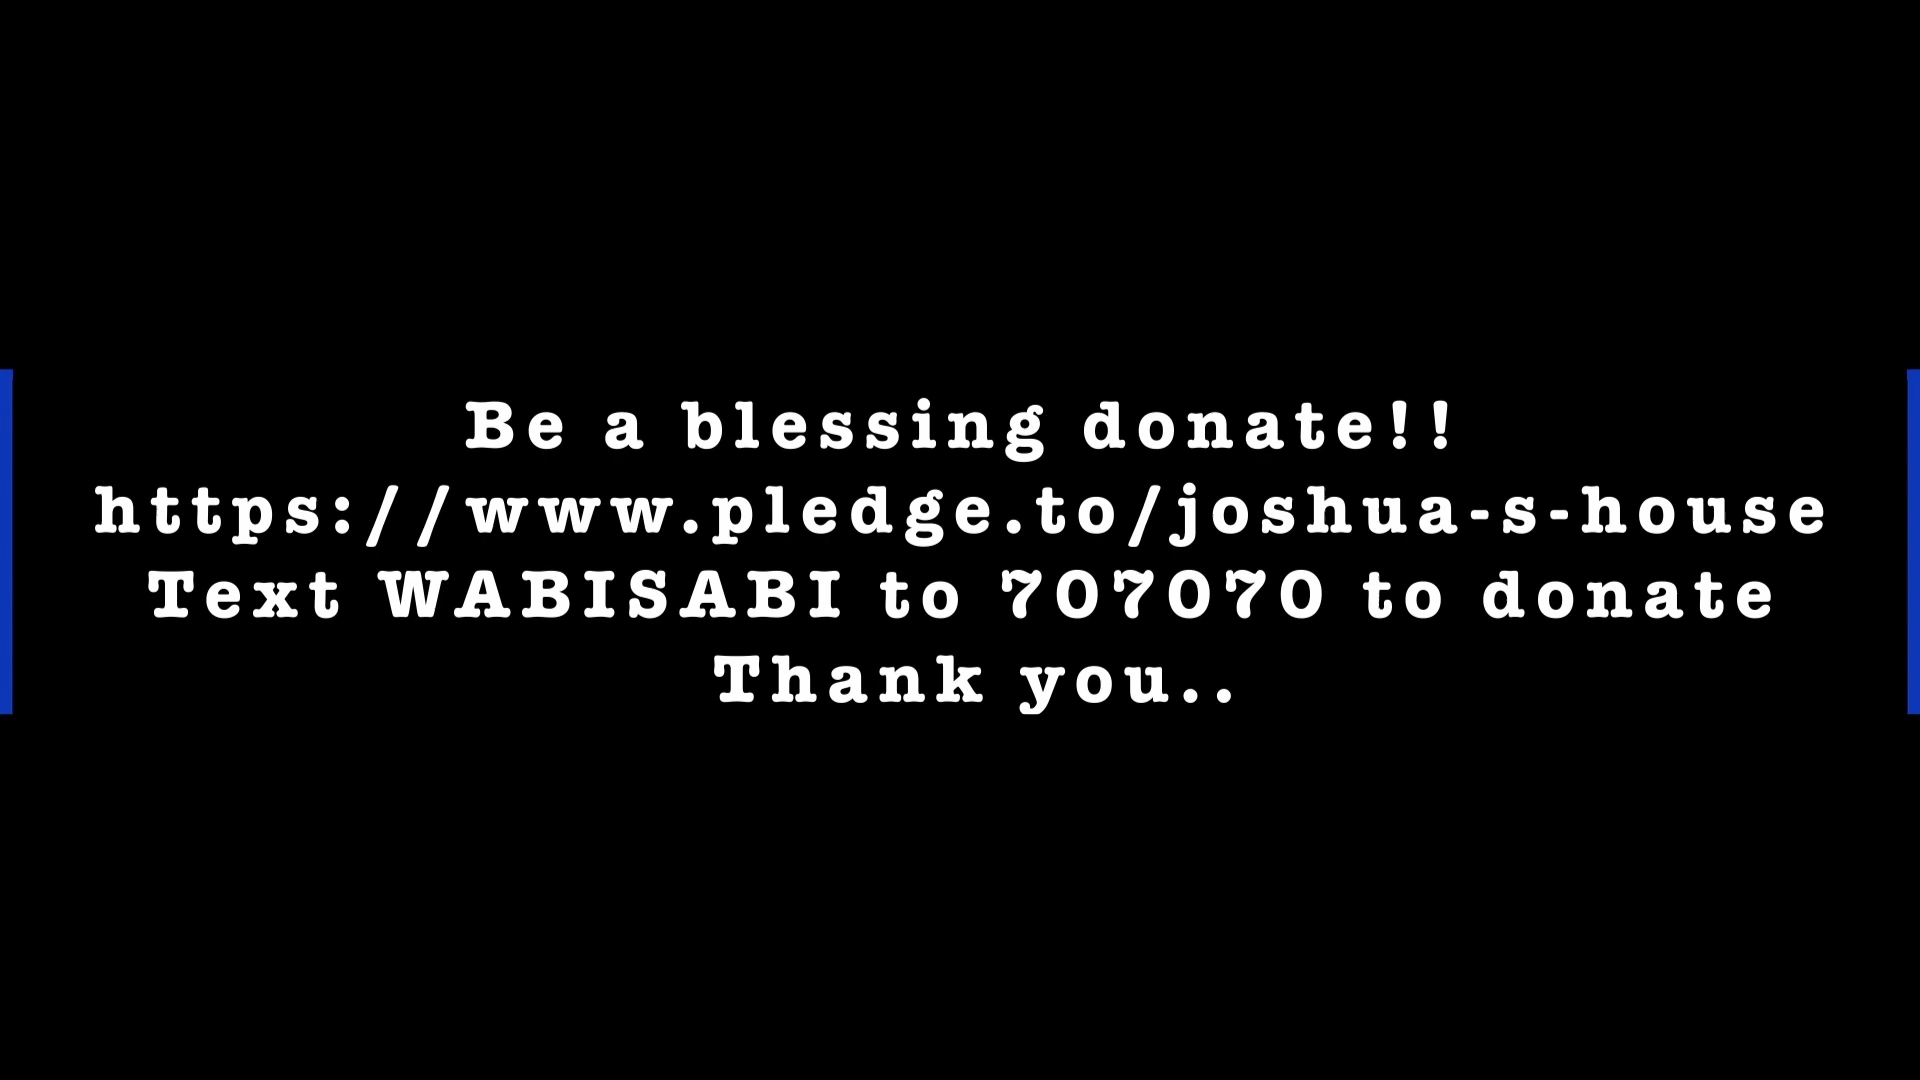 Be a blessing donate!!
https://www.pledge.to/joshua-s-house
Text WABISABI to 707070 to donate
Thank you..